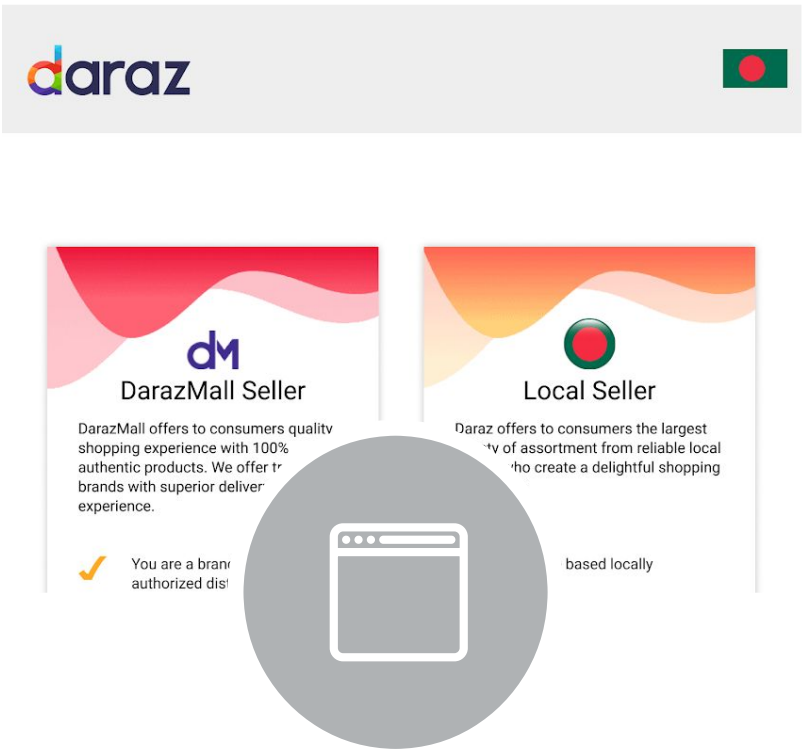 daraz
dM
DarazMall Seller
DarazMall offers to consumers quality
shopping experience with 100%
authentic products. We offer
brands with superior
experience.
You are a
authorized
Local Seller
Daraz offers to consumers the largest
of assortment from reliable local
who create a delightful shopping
based locally